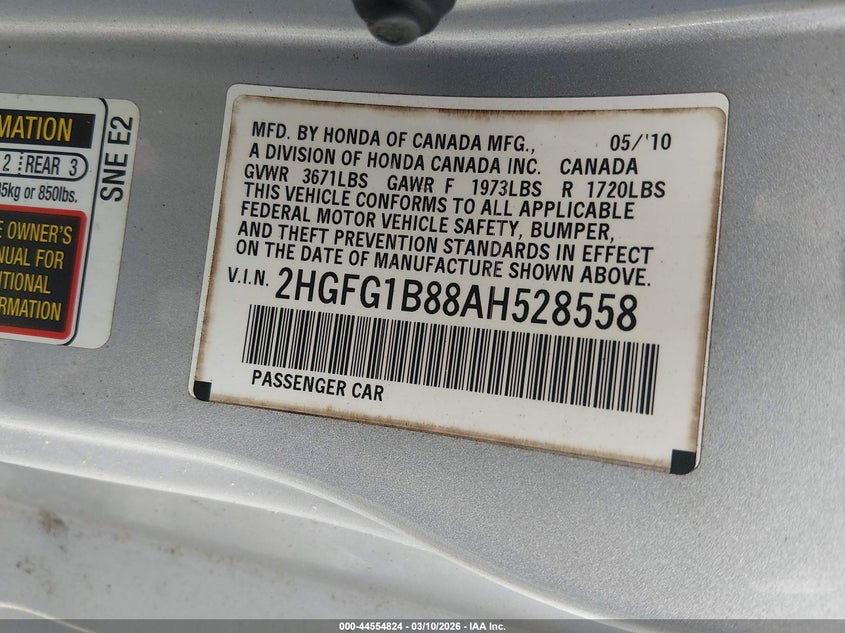 MATION
2 REAR 3
5kg or 850lbs.
E OWNER'S
NUAL FOR
ITIONAL
RMATION
SNE E2
MFD. BY HONDA OF CANADA MFG., 05/'10
A DIVISION OF HONDA CANADA INC. CANADA
GVWR 3671LBS GAWR F 1973LBS R 1720LBS
THIS VEHICLE CONFORMS TO ALL APPLICABLE
FEDERAL MOTOR VEHICLE SAFETY, BUMPER,
AND THEFT PREVENTION STANDARDS IN EFFECT
ON THE DATE OF MANUFACTURE SHOWN ABOVE.
V.I.N. 2HGFG1B88AH528558
PASSENGER CAR
000-44554824 - 03/10/2026 - IAA Inc.